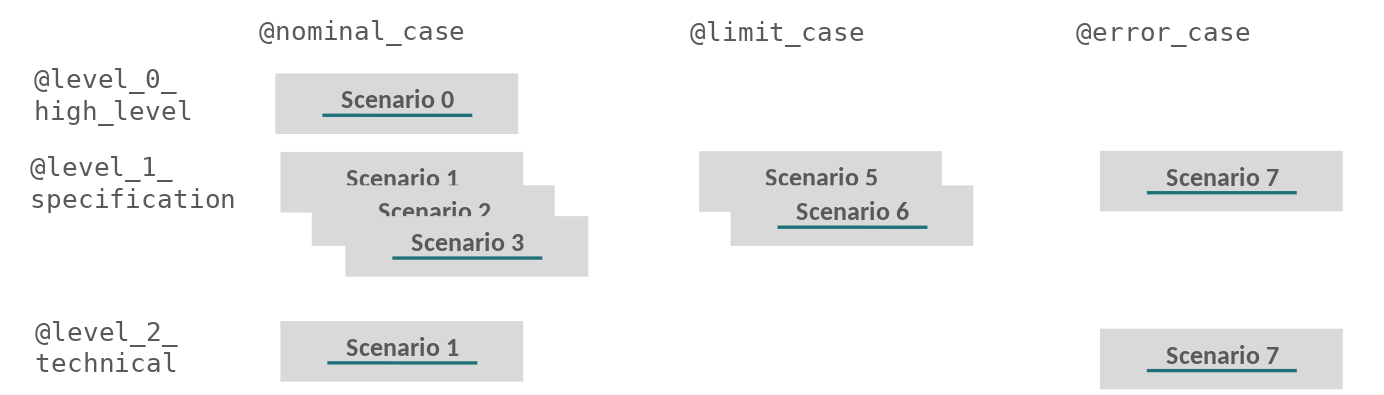 @nominal_case
@limit_case
@error_case
@level_0_
high_level
Scenario 0
@level_1_
specification
Scenario 1
Scenario 2
Scenario 3
Scenario 5
Scenario 6
Scenario 7
@level_2_
technical
Scenario 1
Scenario 7